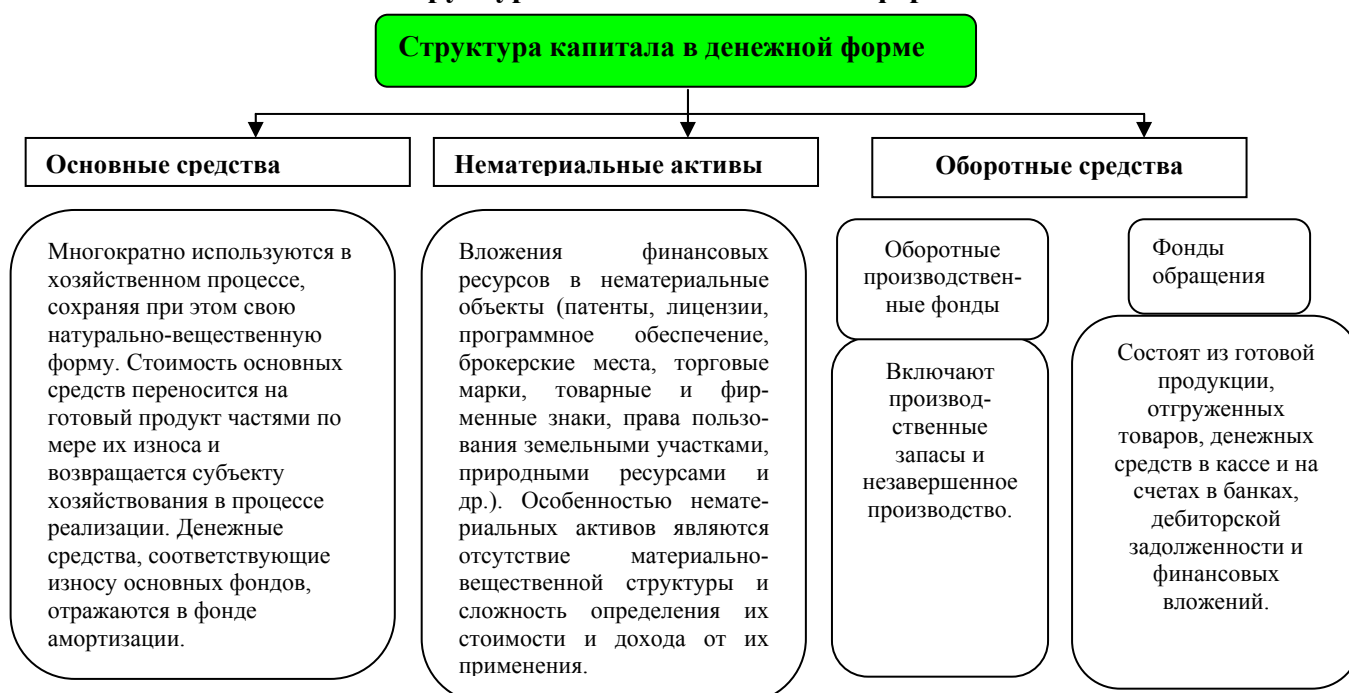 Структура капитала в денежной форме
Основные средства
Нематериальные активы
Оборотные средства
Многократно используются в
хозяйственном процессе,
сохраняя при этом свою
натурально-вещественную
форму. Стоимость основных
средств переносится на
готовый продукт частями по
мере их износа и
возвращается субъекту
хозяйствования в процессе
реализации. Денежные
средства, соответствующие
износу основных фондов,
отражаются в фонде
амортизации.
Вложения финансовых
ресурсов в нематериальные
объекты (патенты, лицензии,
программное обеспечение,
брокерские места, торговые
марки, товарные и фир-
менные знаки, права пользо-
вания земельными участками,
природными ресурсами и
др.). Особенностью немате-
риальных активов являются
отсутствие материально-
вещественной структуры и
сложность определения их
стоимости и дохода от их
применения.
Оборотные
производствен-
ные фонды
Включают
производ-
ственные
запасы и
незавершенное
производство.
Фонды
обращения
Состоят из готовой
продукции,
отгруженных
товаров, денежных
средств в кассе и на
счетах в банках,
дебиторской
задолженности и
финансовых
вложений.